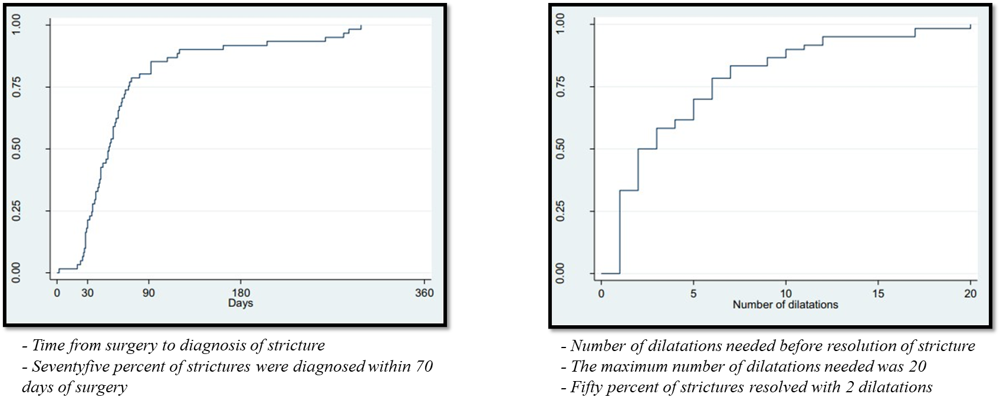 1.00
0.75
0.50
0.25
0.00
0 30 90 180 360
Days
- Time from surgery to diagnosis of stricture
- Seventyfive percent of strictures were diagnosed within 70
days of surgery
1.00
0.75
0.50
0.25
0.00
0 5 10 15 20
Number of dilatations
- Number of dilatations needed before resolution of stricture
- The maximum number of dilatations needed was 20
- Fifty percent of strictures resolved with 2 dilatations